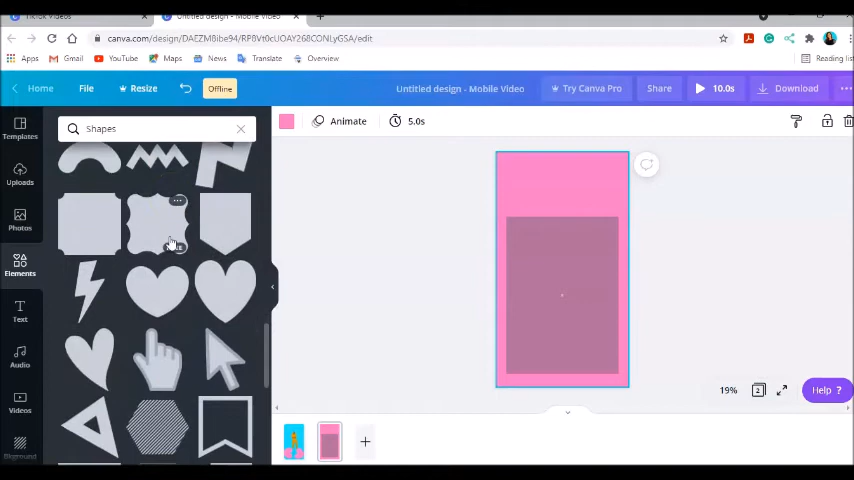 TikTok Videos
Untitled design - Mobile Video
canva.com/design/DAEZM8ibe94/RP8Vt0cUOAY268CONLyGSA/edit
Apps
Gmail
YouTube
Maps
News
Translate
Overview
Reading list
Home
File
Resize
Offline
Untitled design - Mobile Video
Try Canva Pro
Share
10.0s
Download
Templates
Uploads
Photos
Elements
Text
Audio
Videos
Bkground
Shapes
Animate
5.0s
19%
2
Help ?